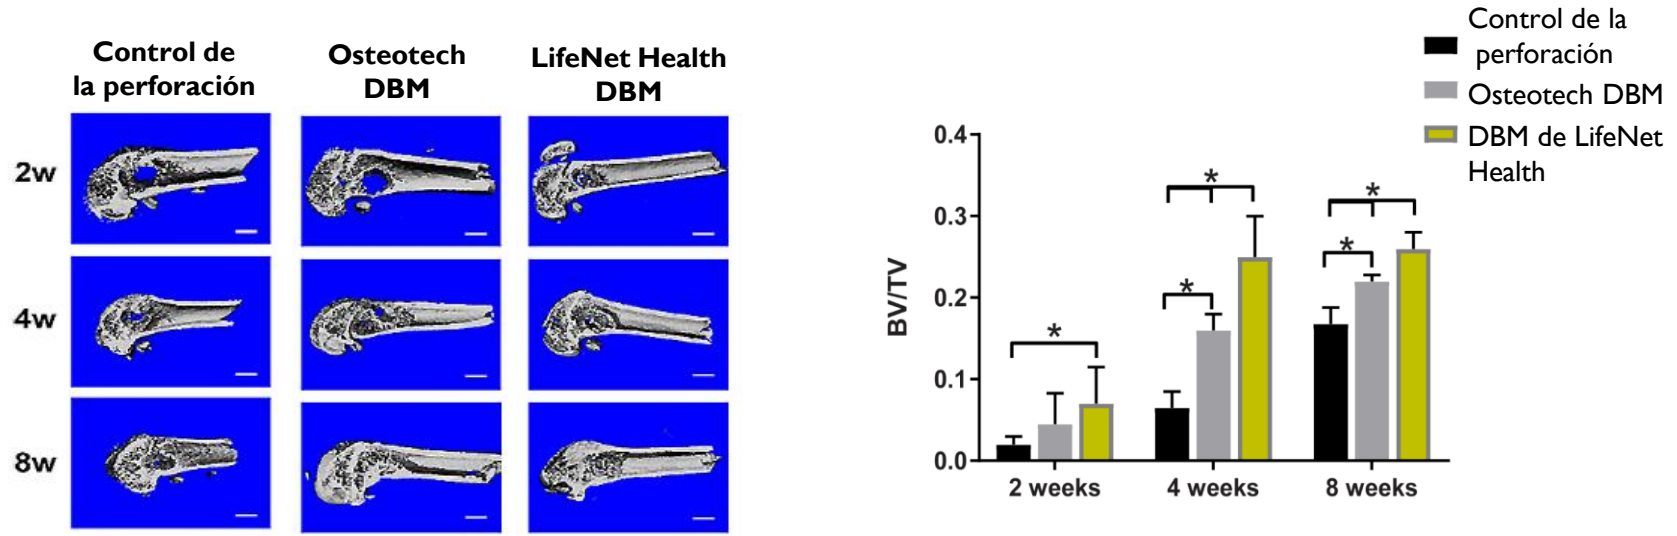 Control de
la perforación
Osteotech
DBM
LifeNet Health
DBM
2w
4w
8w
Control de la
perforación
Osteotech DBM
DBM de LifeNet
Health
BV/TV
0.4
0.3
0.2
0.1
0.0
*
*
*
*
*
2 weeks
4 weeks
8 weeks